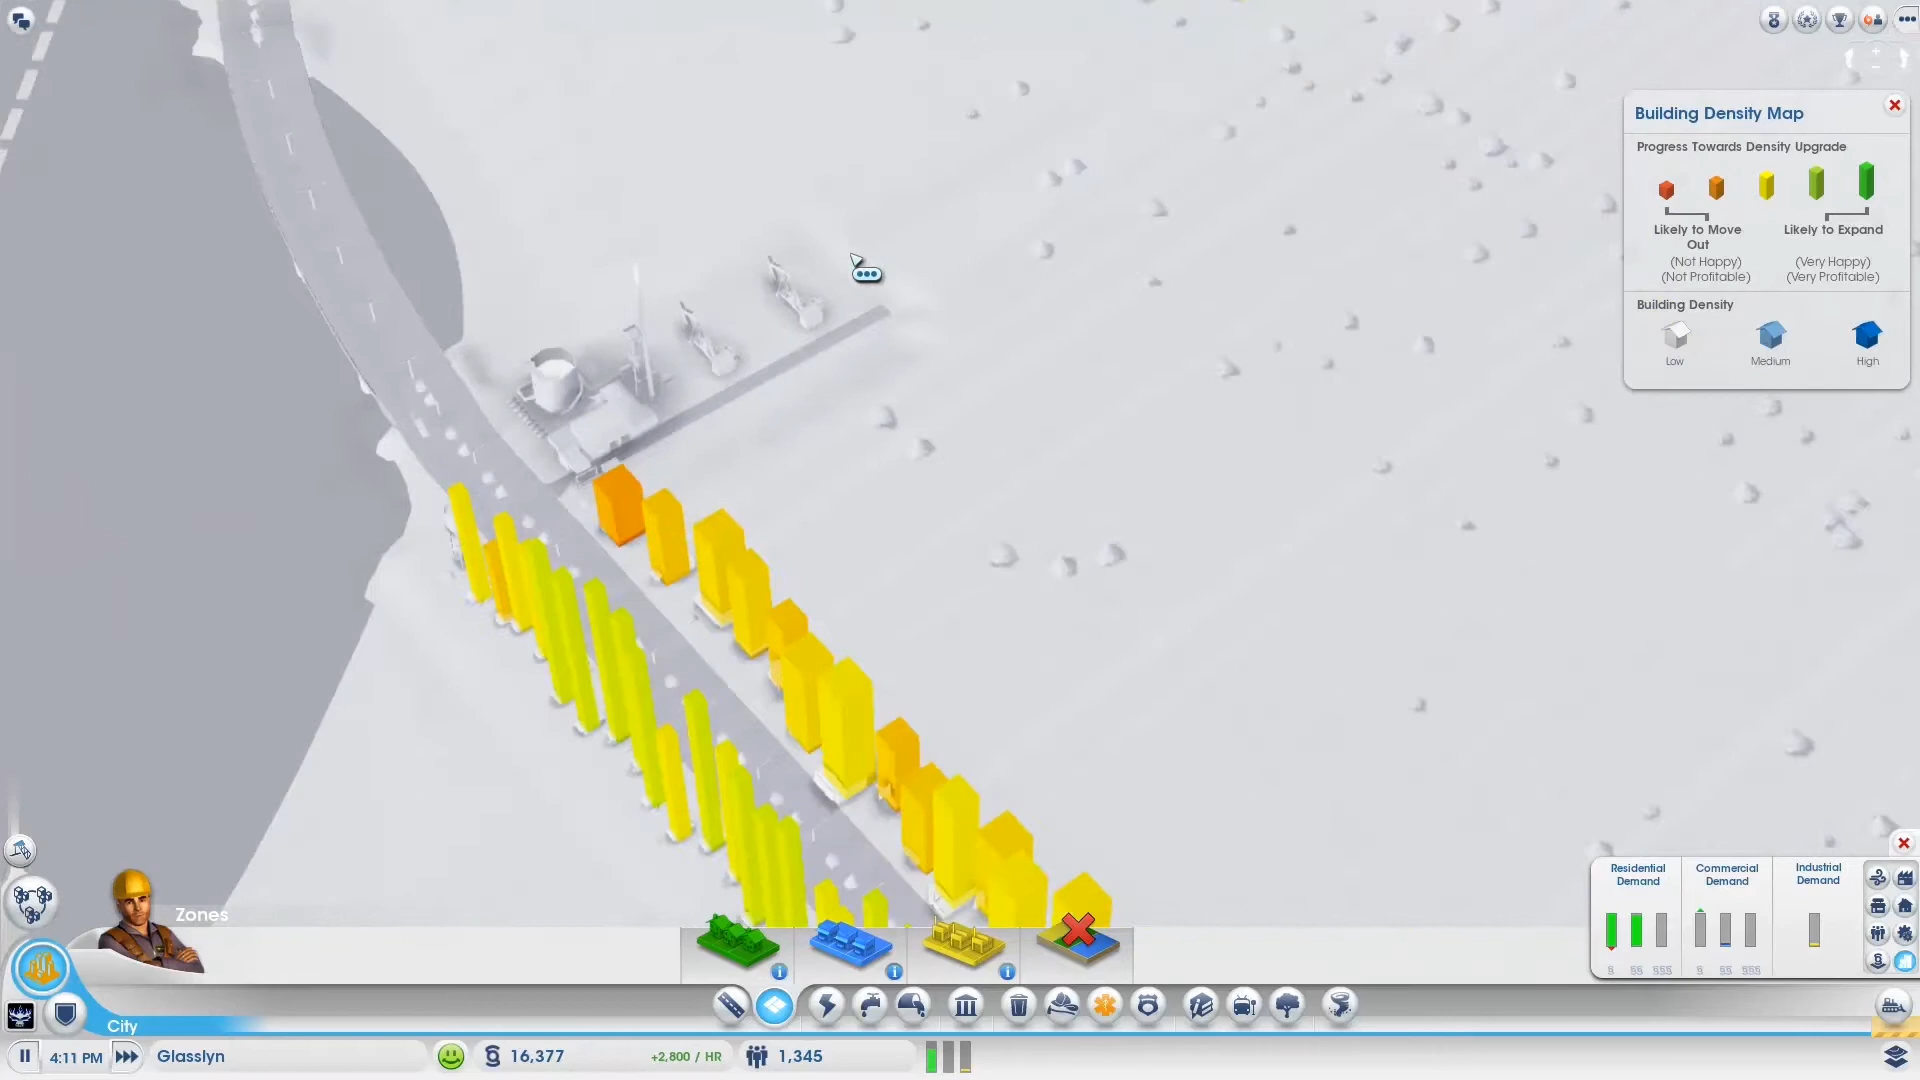 Building Density Map
Progress Towards Density Upgrade
Likely to Move Out
(Not Happy)
(Not Profitable)
Likely to Expand
(Very Happy)
(Very Profitable)
Building Density
Low
Medium
High
Residential Demand
Commercial Demand
Industrial Demand
§ §§ §§§
§ §§ §§§
Zones
City
4:11 PM
Glasslyn
16,377
+2,800 / HR
1,345